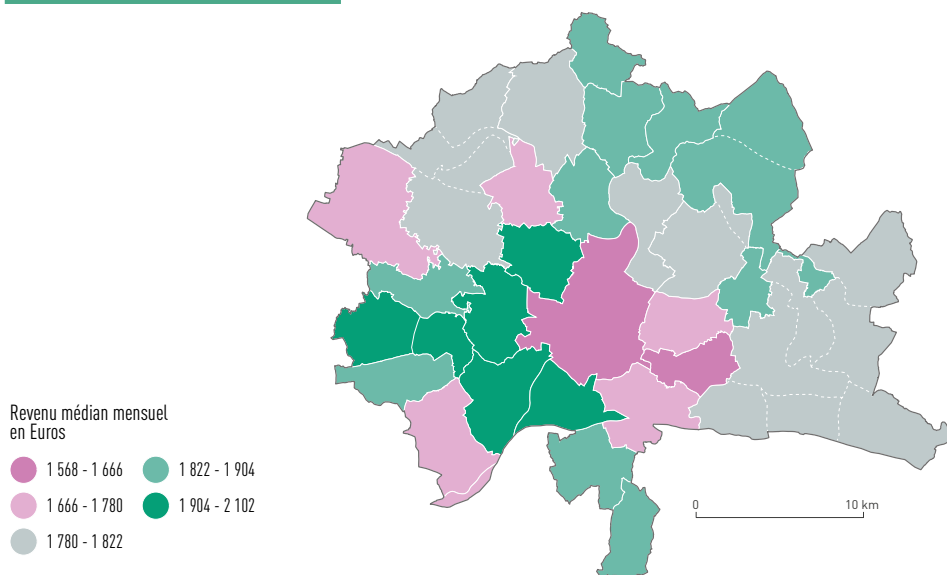 Revenu médian mensuel
en Euros
1 568 - 1 666
1 822 - 1 904
1 666 - 1 780
1 904 - 2 102
1 780 - 1 822
0
10 km